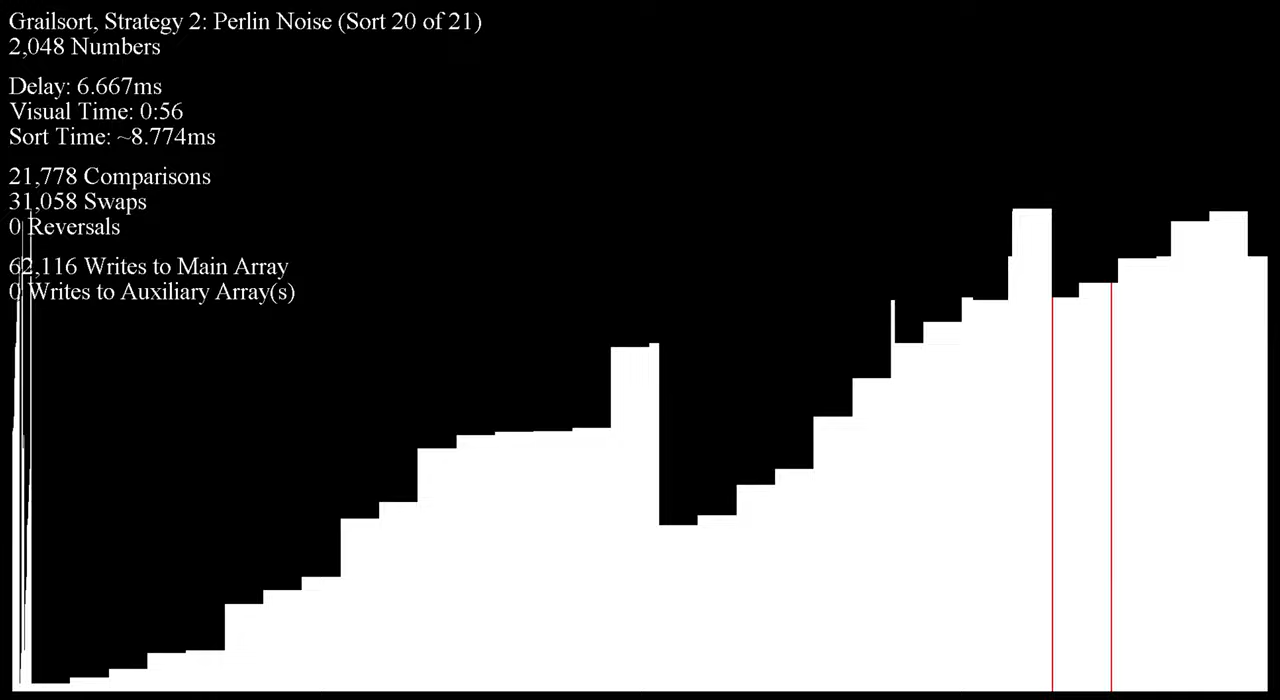 Grailsort, Strategy 2: Perlin Noise (Sort 20 of 21)
2,048 Numbers
Delay: 6.667ms
Visual Time: 0:56
Sort Time: ~8.774ms
21,778 Comparisons
31,058 Swaps
0 Reversals
62,116 Writes to Main Array
0 Writes to Auxiliary Array(s)